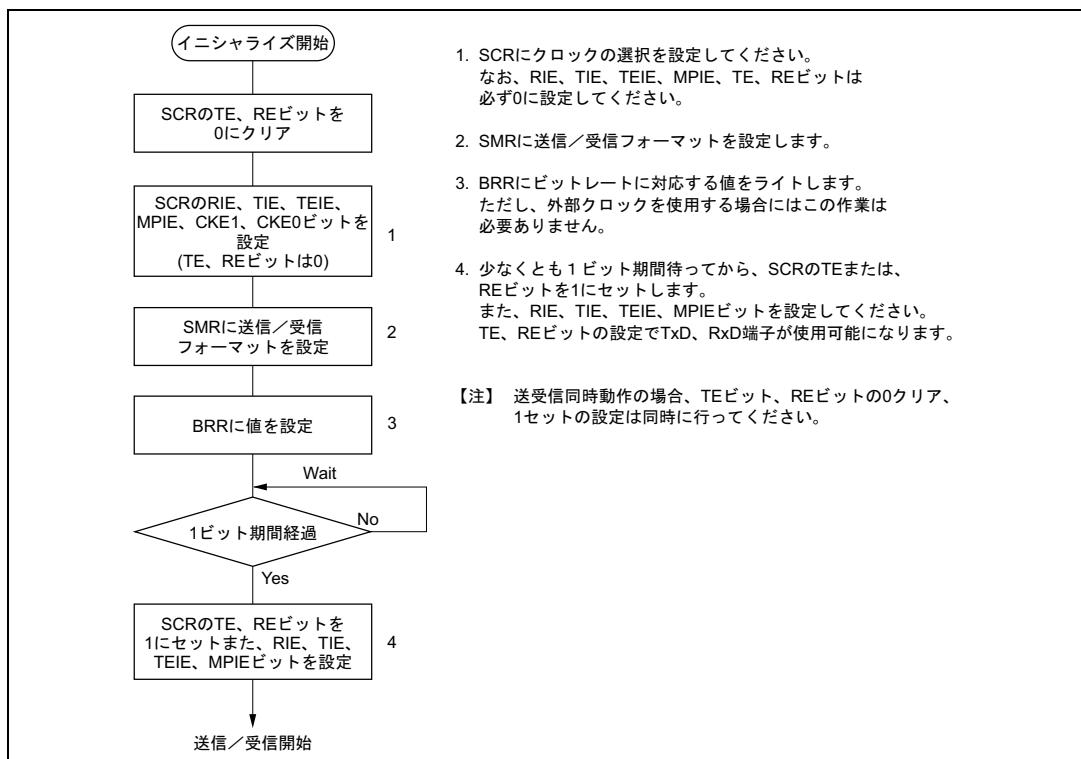 イニシャライズ開始
SCRのTE、REビットを
0にクリア
SCRのRIE、TIE、TEIE、
MPIE、CKE1、CKE0ビットを
設定
(TE、REビットは0)
1
SMRに送信／受信
フォーマットを設定
2
BRRに値を設定
3
Wait
1ビット期間経過
No
Yes
SCRのTE、REビットを
1にセットまた、RIE、TIE、
TEIE、MPIEビットを設定
4
送信／受信開始
1. SCRにクロックの選択を設定してください。
なお、RIE、TIE、TEIE、MPIE、TE、REビットは
必ず0に設定してください。
2. SMRに送信／受信フォーマットを設定します。
3. BRRにビットレートに対応する値をライトします。
ただし、外部クロックを使用する場合にはこの作業は
必要ありません。
4. 少なくとも１ビット期間待ってから、SCRのTEまたは、
REビットを1にセットします。
また、RIE、TIE、TEIE、MPIEビットを設定してください。
TE、REビットの設定でTxD、RxD端子が使用可能になります。
【注】 送受信同時動作の場合、TEビット、REビットの0クリア、
1セットの設定は同時に行ってください。